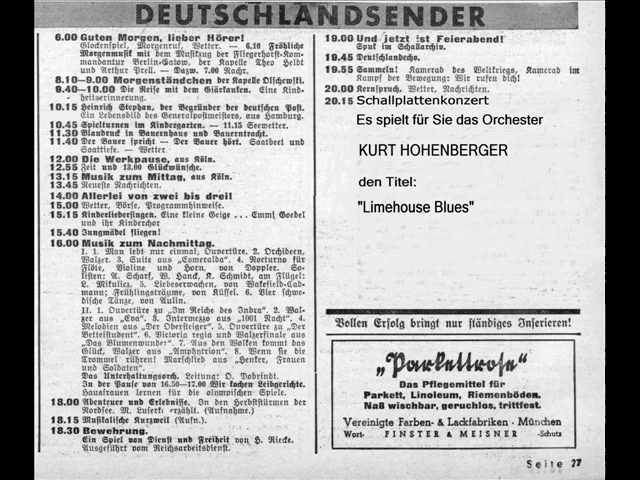 DEUTSCHLANDSENDER
6.00 Guten Morgen, lieber Hörer!
Glockenspiel, Morgenruf, Wetter. — 6.10 Fröhliche
Morgenmusik mit dem Musikzug der Fliegerhorst-Kom-
mandantur Berlin-Gatow, der Kapelle Theo Heldt
und Arthur Prell. — Dazw. 7.00 Nachr.
8.10—9.00 Morgenständchen der Kapelle Olschewski.
9.40—10.00 Die Reise mit dem Giärkanten. Eine Kind-
heitserinnerung.
10.15 Heinrich Stephan, der Begründer der deutschen Post.
Ein Lebensbild des Generalpostmeisters, aus Hamburg.
10.45 Spielturnen im Kindergarten. — 11.15 Seewetter.
11.30 Blaudruck in Bauernhaus und Bauerntracht.
11.40 Der Bauer spricht — Der Bauer hört. Saatbeet und
Saattiefe. — Wetter.
12.00 Die Werkpause, aus Köln.
12.55 Zeit und 13.00 Glückwünsche.
13.15 Musik zum Mittag, aus Köln.
13.45 Neueste Nachrichten.
14.00 Allerlei von zwei bis drei!
15.00 Wetter, Börse, Programmhinweise.
15.15 Kinderliedersingen. Eine kleine Geige ... Emmi Goedel
und ihr Kinderchor
15.40 Jungmädel fliegen!
16.00 Musik zum Nachmittag.
I. 1. Man lebt nur einmal, Ouvertüre. 2. Orchideen,
Walzer. 3. Suite aus „Esmeralda“. 4. Notturno für
Flöte, Violine und Horn, von Doppler. So-
listen: A. Scharf, W. Hanck, K. Schmidt, am Flügel:
L. Mikulicz. 5. Liebeserwachen, von Wakefield-Cad-
mann; Frühlingsträume, von Küssel. 6. Vier schwe-
dische Tänze, von Aulin.
II. 1. Ouvertüre zu „Im Reiche des Indra“. 2. Wal-
zer aus „Eva“. 3. Intermezzo aus „1001 Nacht“. 4.
Melodien aus „Der Obersteiger“. 5. Ouvertüre zu „Der
Bettelstudent“. 6. Victoria regia und Walzerfinale aus
„Das Blumenwunder“. 7. Aus den Wolken kommt das
Glück, Walzer aus „Amphytrion“. 8. Wenn sie die
Trommel rühren! Marschlied aus „Henker, Frauen
und Soldaten“.
Das Unterhaltungsorch. Leitung: O. Dobrindt.
In der Pause von 16.50—17.00 Wir kochen Leibgerichte.
Hausfrauen lernen für die olympischen Spiele.
18.00 Abenteuer und Erlebnisse. In den Herbststürmen der
Nordsee. M. Luserke erzählt. (Aufnahme.)
18.15 Musikalische Kurzweil (Aufn.).
18.30 Bewehrung.
Ein Spiel von Dienst und Freiheit von H. Riecke.
Ausgeführt vom Reichsarbeitsdienst.
19.00 Und jetzt ist Feierabend!
Spuk im Schallarchiv.
19.45 Deutschlandecho.
19.55 Sammeln! Kamerad des Weltkriegs, Kamerad im
Kampf der Bewegung: Wir rufen dich!
20.00 Kernspruch, Wetter, Nachrichten.
20.15 Schallplattenkonzert
Es spielt für Sie das Orchester
KURT HOHENBERGER
den Titel:
"Limehouse Blues"
Vollen Erfolg bringt nur ständiges Inserieren!
„Parkettrose“
Das Pflegemittel für
Parkett, Linoleum, Riemenböden.
Naß wischbar, geruchlos, trittfest.
Vereinigte Farben- & Lackfabriken · München
Wort- FINSTER & MEISNER -Schutz
Seite 27